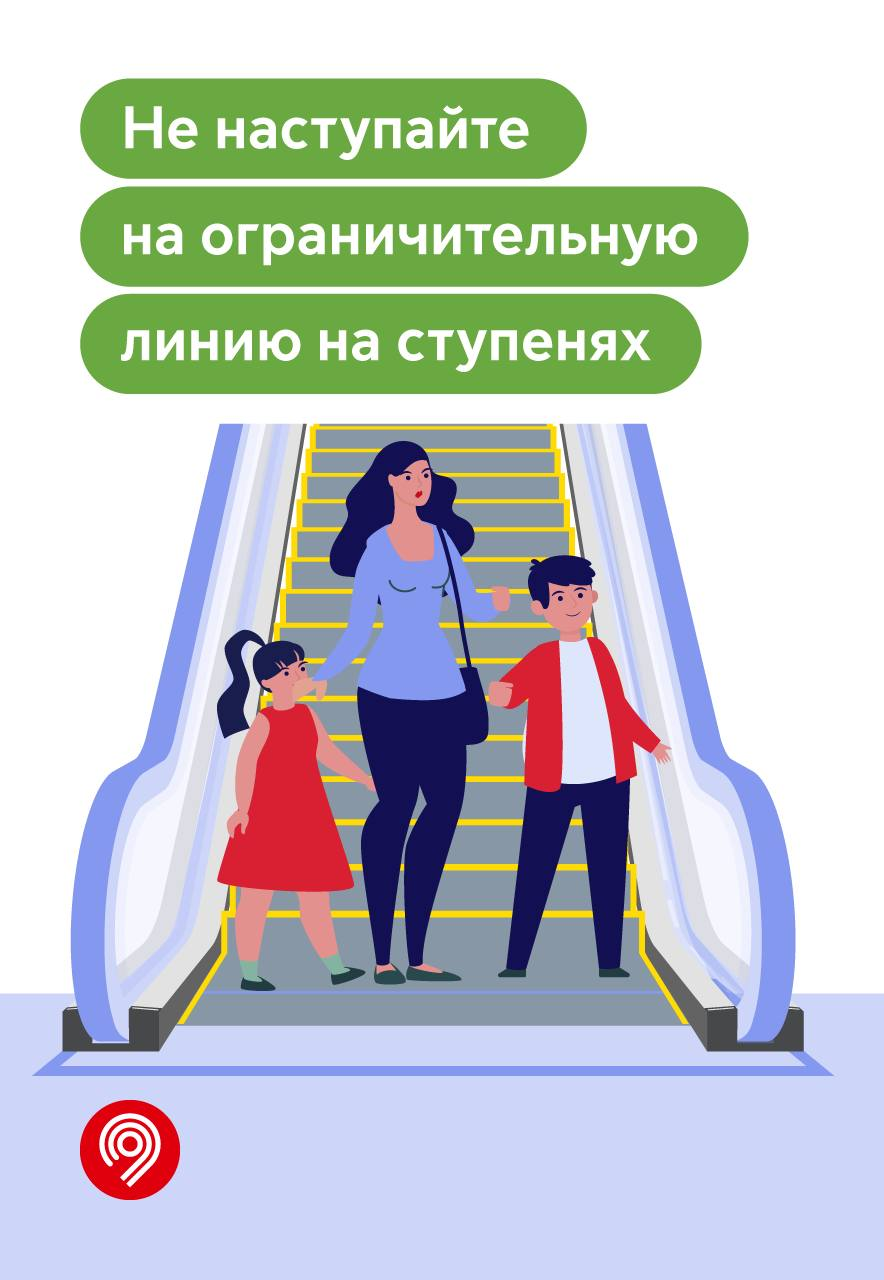 Не наступайте
на ограничительную
линию на ступенях